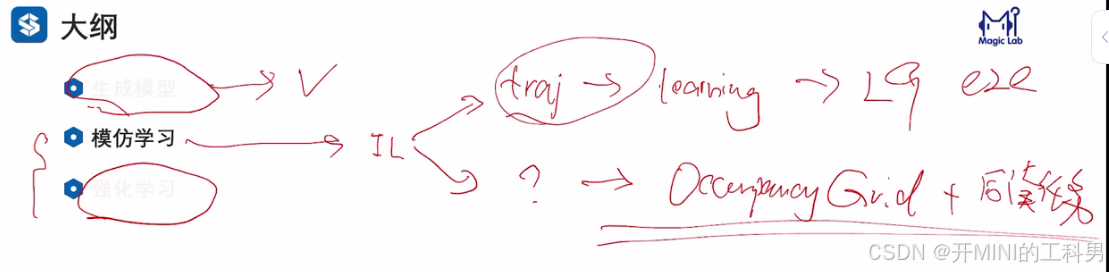 大纲
Magic Lab
生成模型 → V
traj → learning → LG e2e
模仿学习 → IL
强化学习
? → Occupancy Grid + 后续任务
CSDN @开MINI的工科男